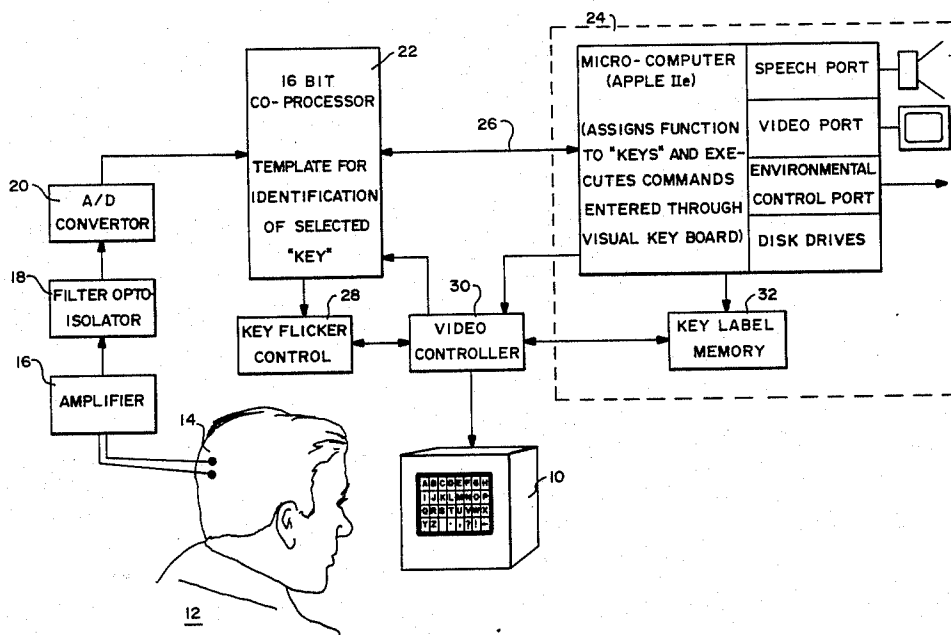 24
22
16 BIT
CO-PROCESSOR
TEMPLATE FOR
IDENTIFICATION
OF SELECTED
"KEY"
26
MICRO-COMPUTER
(APPLE IIe)
(ASSIGNS FUNCTION
TO "KEYS" AND EXE-
CUTES COMMANDS
ENTERED THROUGH
VISUAL KEY BOARD)
SPEECH PORT
VIDEO PORT
ENVIRONMENTAL
CONTROL PORT
DISK DRIVES
20
A/D
CONVERTOR
18
FILTER OPTO-
ISOLATOR
16
AMPLIFIER
28
KEY FLICKER
CONTROL
30
VIDEO
CONTROLLER
32
KEY LABEL
MEMORY
14
10
A B C D E F G H
I J K L M N O P
Q R S T U V W X
Y Z . , ? ! ←
12